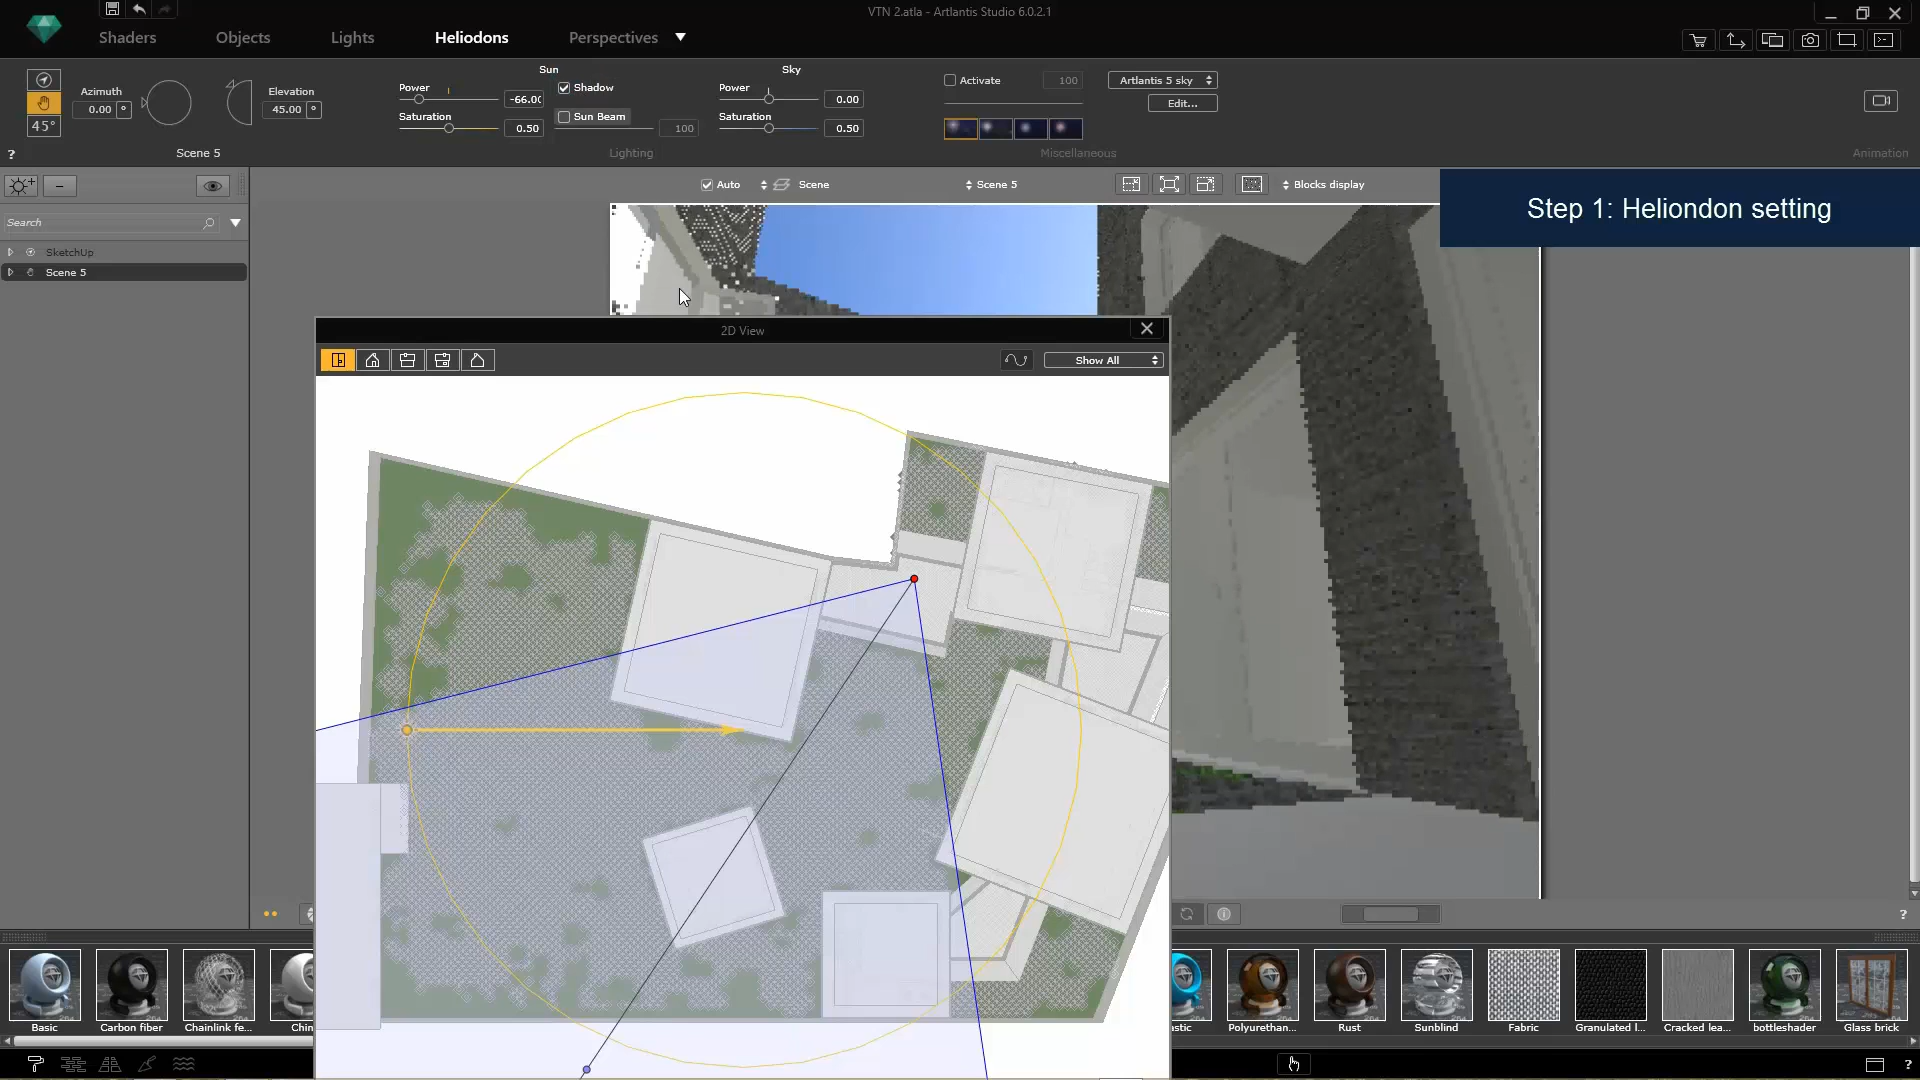 VTN 2.atla - Artlantis Studio 6.0.2.1
Shaders
Objects
Lights
Heliodons
Perspectives
Azimuth
0.00 °
45°
Elevation
45.00 °
Scene 5
Sun
Power
-66.0(
Shadow
Saturation
0.50
Sun Beam
100
Lighting
Sky
Power
0.00
Saturation
0.50
Activate
100
Artlantis 5 sky
Edit...
Miscellaneous
Animation
?
Auto
Scene
Scene 5
Blocks display
Step 1: Heliondon setting
Search
SketchUp
Scene 5
2D View
Show All
?
Basic
Carbon fiber
Chainlink fe...
Chin
stic
Polyurethan...
Rust
Sunblind
Fabric
Granulated l...
Cracked lea...
bottleshader
Glass brick
?